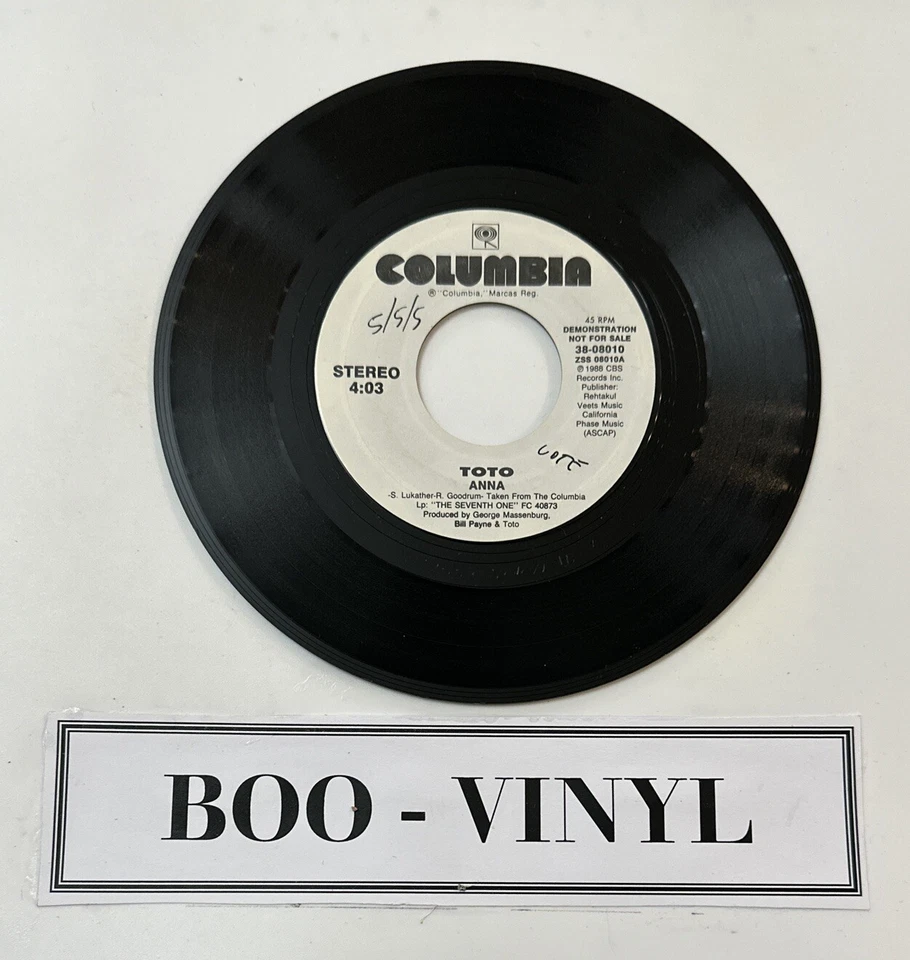 COLUMBIA
® "Columbia," Marcas Reg.
5/5/5
45 RPM
DEMONSTRATION
NOT FOR SALE
38-08010
ZSS 08010A
℗ 1988 CBS
Records Inc.
Publisher:
Rehtakul
Veets Music
California
Phase Music
(ASCAP)
STEREO
4:03
TOTO
ANNA
-S. Lukather-R. Goodrum- Taken From The Columbia
Lp: "THE SEVENTH ONE" FC 40873
Produced by George Massenburg,
Bill Payne & Toto
BOO - VINYL